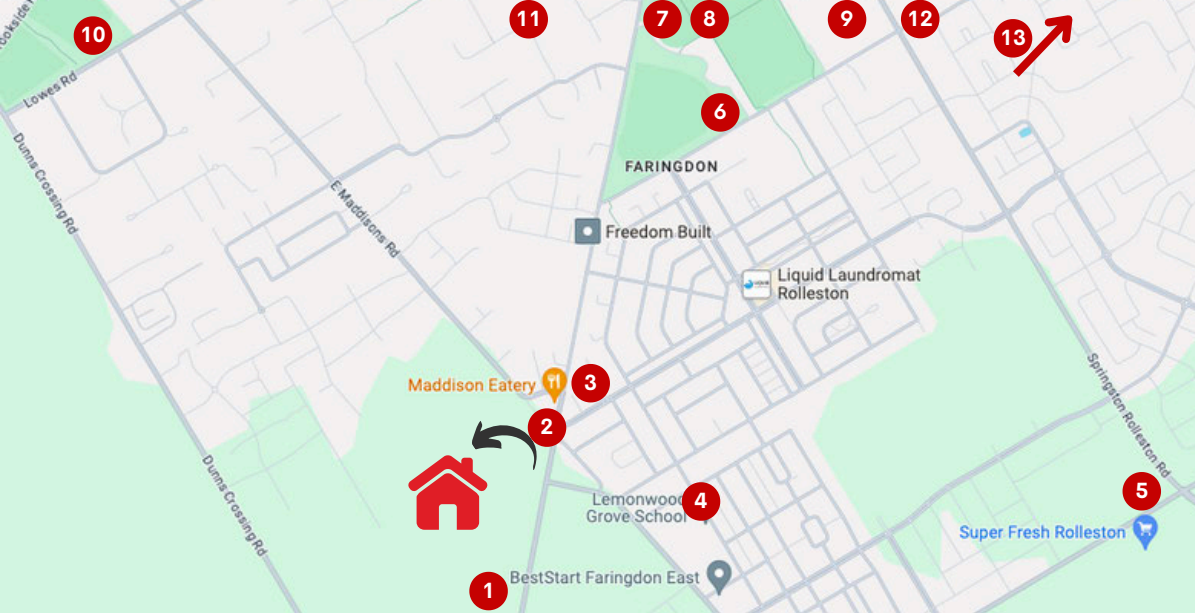 ookside
10
11
7
8
9
12
13
Lowes Rd
6
Dunns Crossing Rd
FARINGDON
E Maddisons Rd
Freedom Built
Liquid Laundromat
Rolleston
LIQUID
Maddison Eatery
3
2
Springston Rolleston Rd
Dunns Crossing Rd
Lemonwood
Grove School
4
5
Super Fresh Rolleston
BestStart Faringdon East
1